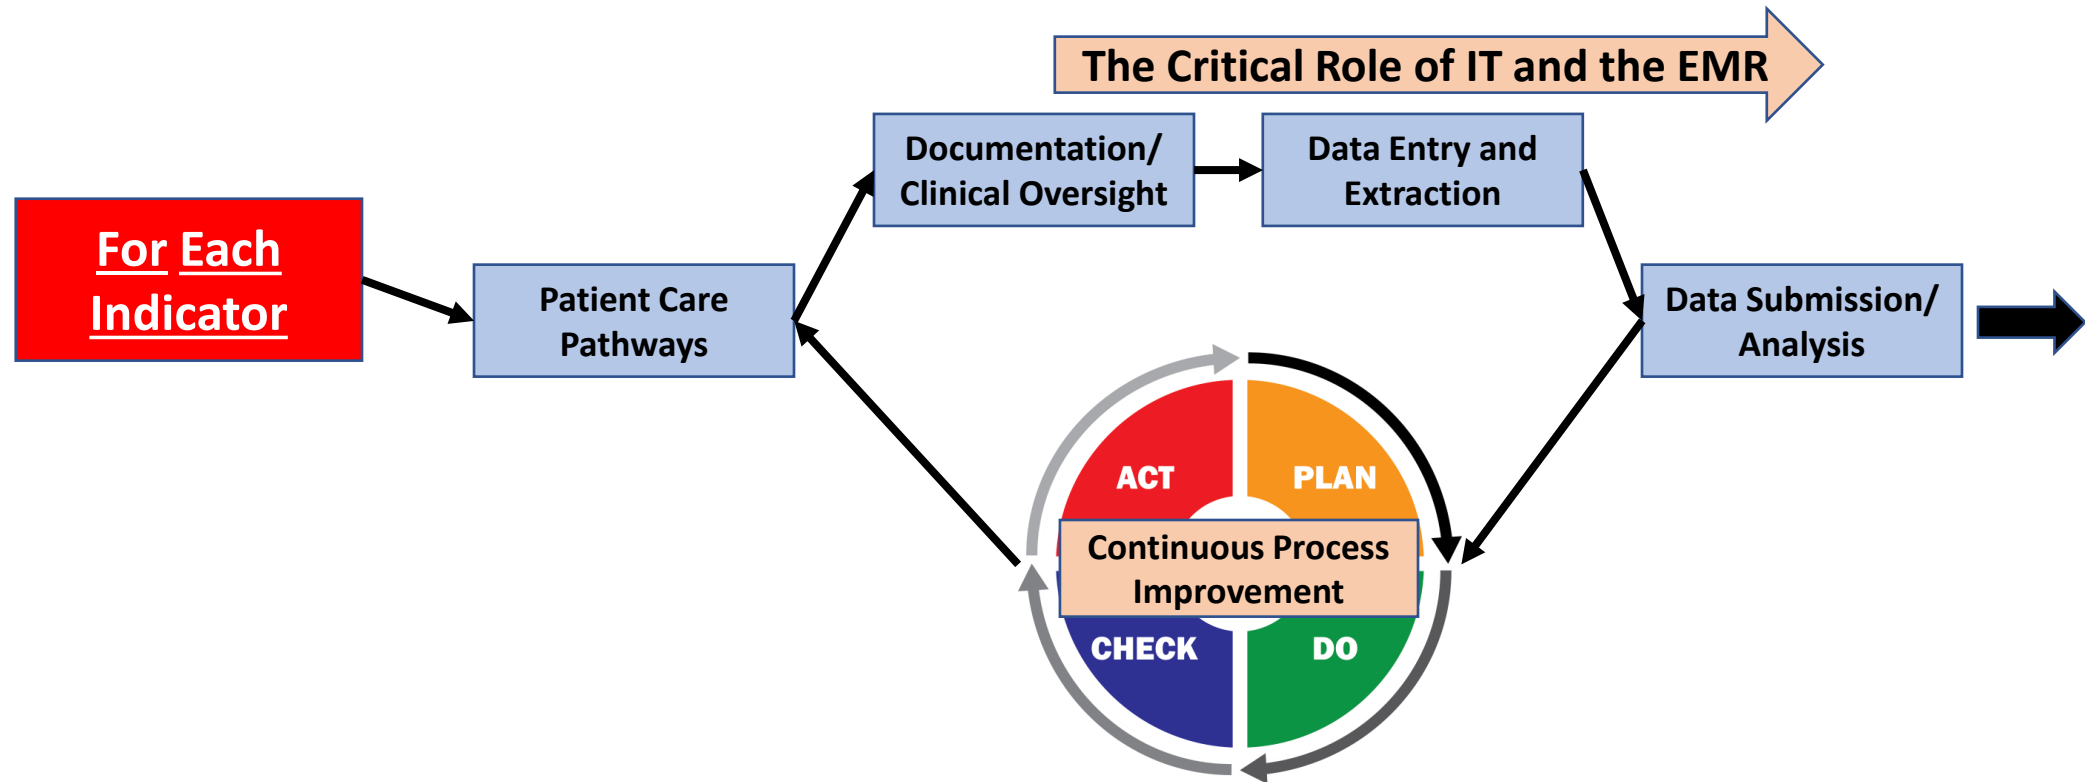 The Critical Role of IT and the EMR
Documentation/
Clinical Oversight
Data Entry and
Extraction
For Each
Indicator
Patient Care
Pathways
Data Submission/
Analysis
ACT
PLAN
Continuous Process
Improvement
CHECK
DO